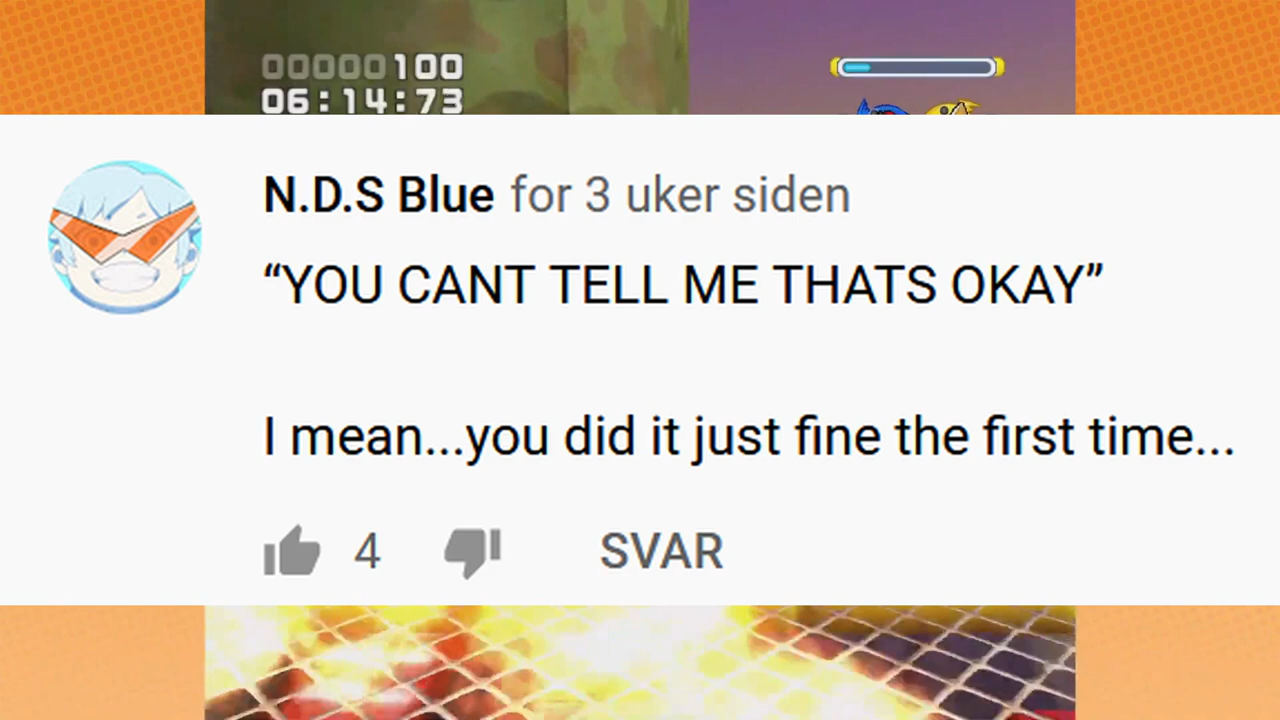 00000100
06:14:73
N.D.S Blue for 3 uker siden
“YOU CANT TELL ME THATS OKAY”
I mean...you did it just fine the first time...
4 SVAR